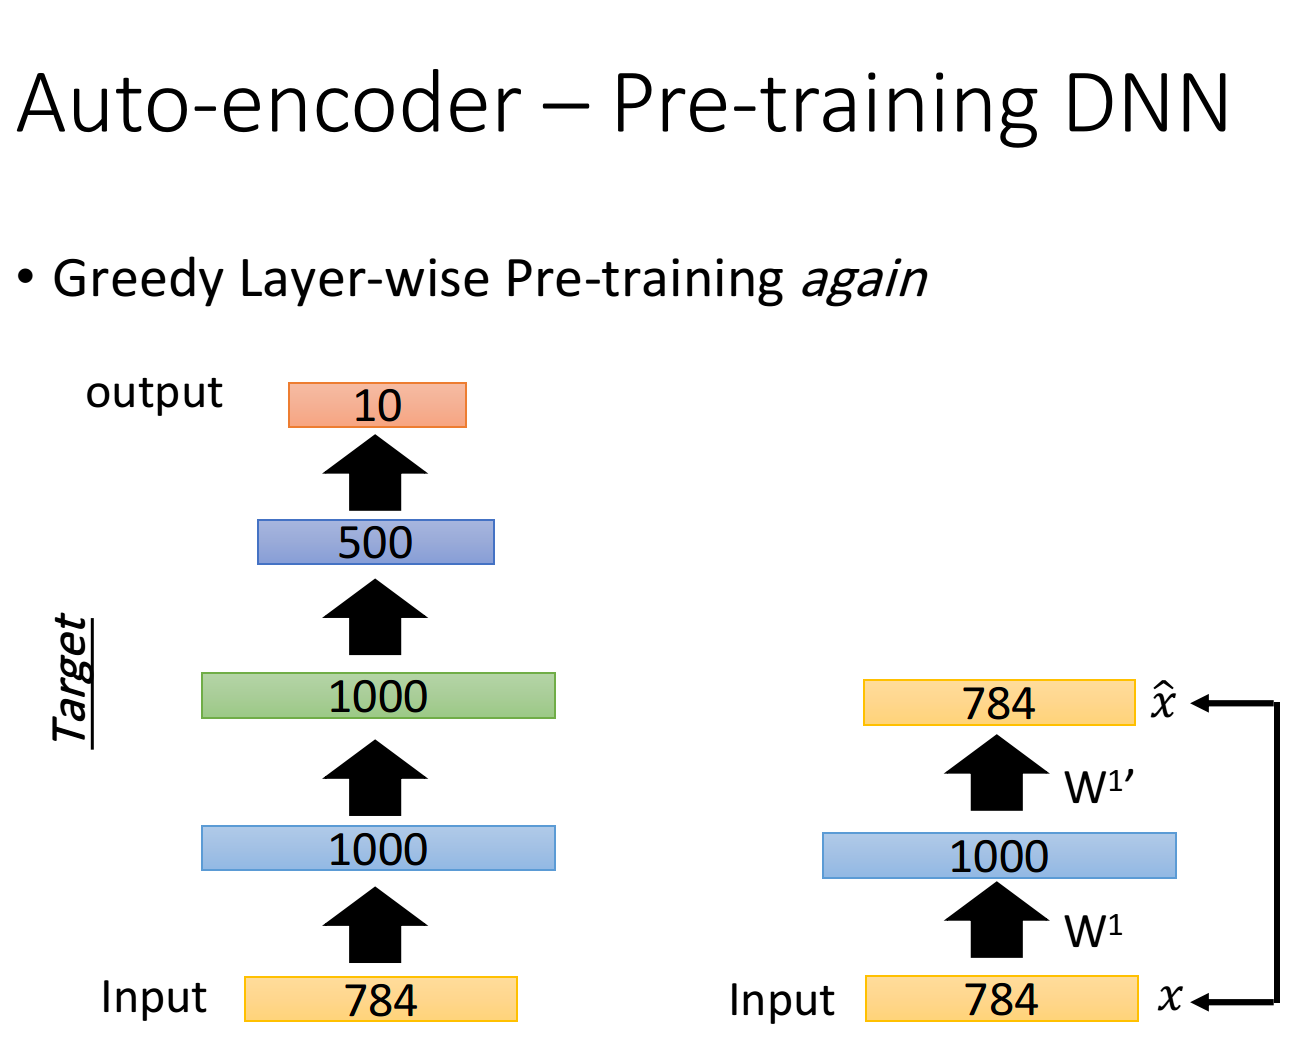 Auto-encoder – Pre-training DNN
• Greedy Layer-wise Pre-training again
output
10
500
Target
1000
1000
Input
784
784
x̂
W¹’
1000
W¹
Input
784
x